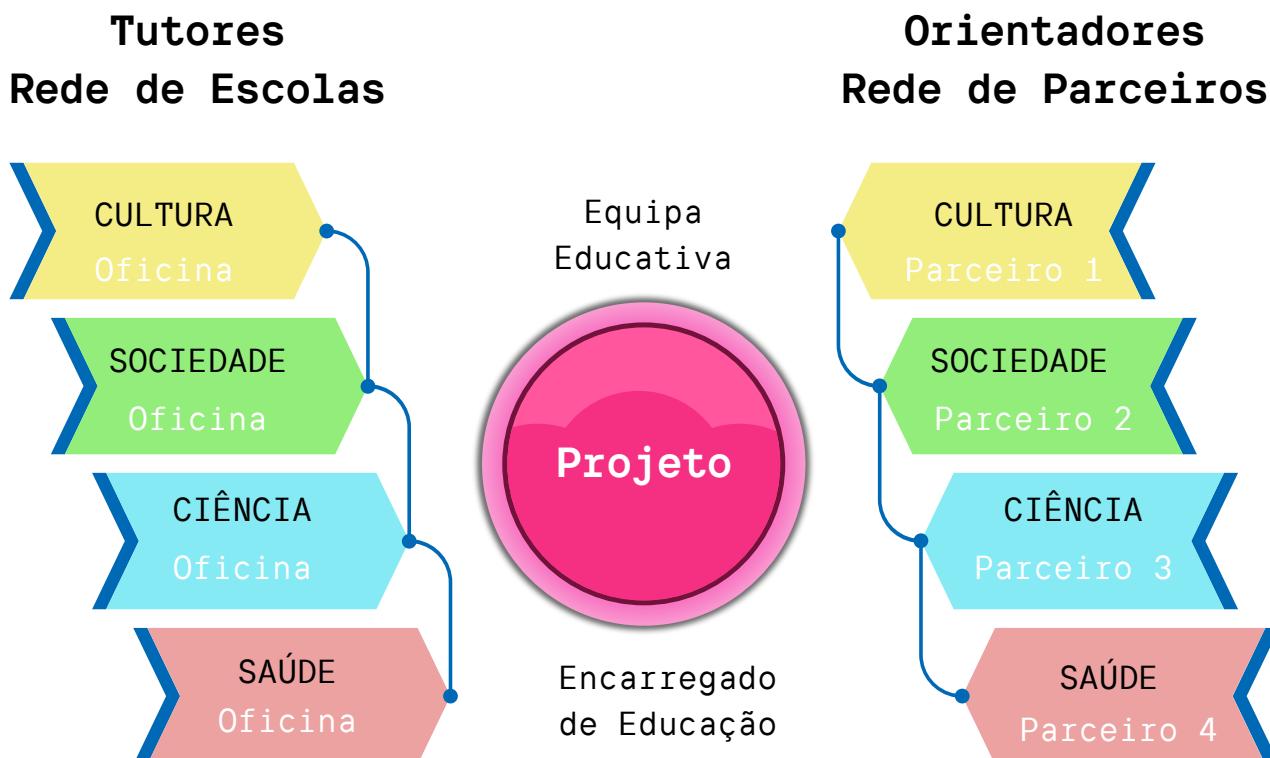 Tutores
Rede de Escolas
CULTURA
Oficina
SOCIEDADE
Oficina
CIÊNCIA
Oficina
SAÚDE
Oficina
Equipa
Educativa
Projeto
Encarregado
de Educação
Orientadores
Rede de Parceiros
CULTURA
Parceiro 1
SOCIEDADE
Parceiro 2
CIÊNCIA
Parceiro 3
SAÚDE
Parceiro 4